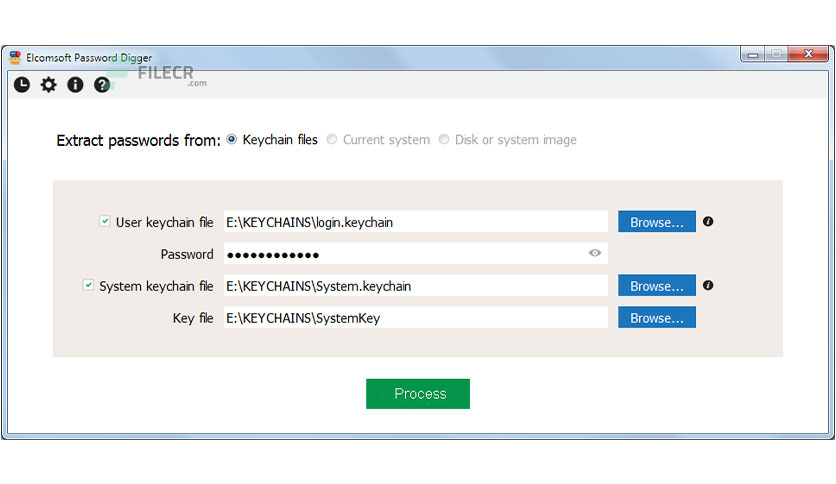 Elcomsoft Password Digger
FILECR
.com
Extract passwords from: Keychain files Current system Disk or system image
User keychain file E:\KEYCHAINS\login.keychain Browse...
Password ●●●●●●●●●●●●
System keychain file E:\KEYCHAINS\System.keychain Browse...
Key file E:\KEYCHAINS\SystemKey Browse...
Process